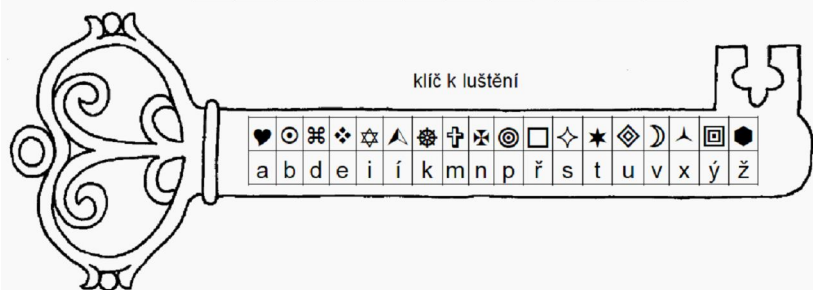 klíč k luštění
♥ ⊙ ⌘ ❖ ✡ ⮝ ☸ ✞ ✠ ◎ □ ✧ ✶ ◈ ☽ ⅄ ▣ ⬢
a b d e i í k m n p ř s t u v x ý ž